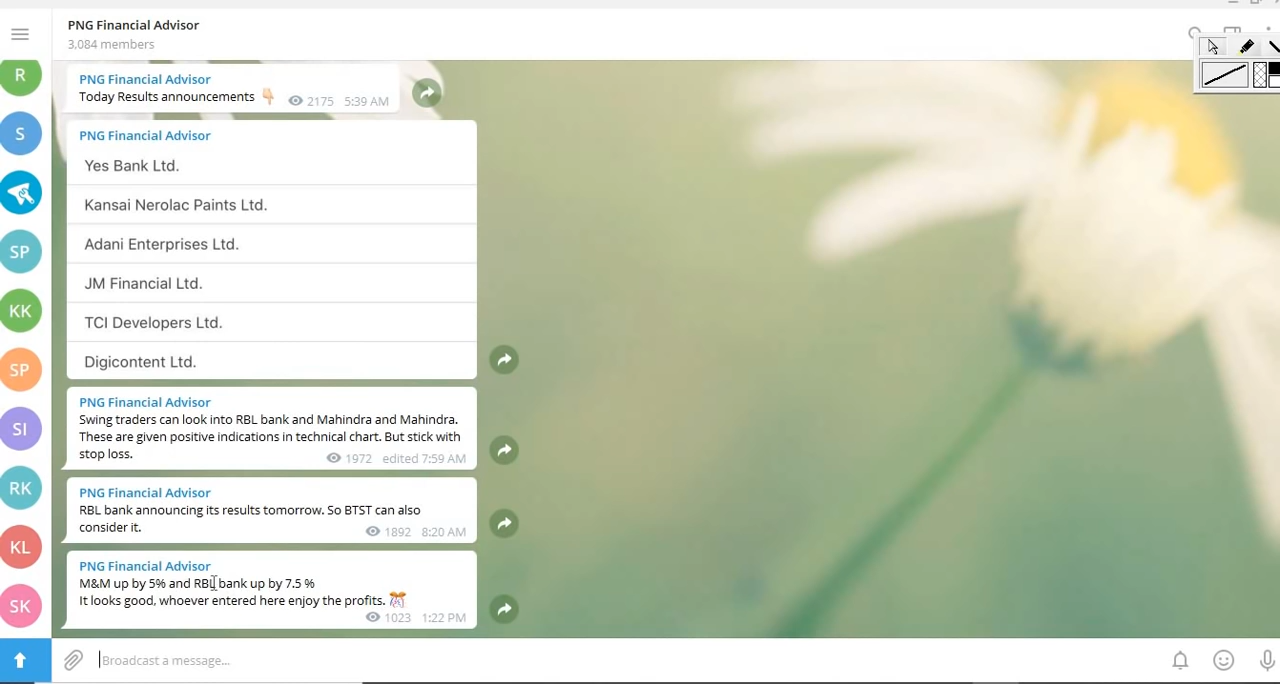 PNG Financial Advisor
3,084 members
R
S
SP
KK
SP
SI
RK
KL
SK
PNG Financial Advisor
Today Results announcements 👇🏻 2175 5:39 AM
PNG Financial Advisor
Yes Bank Ltd.
Kansai Nerolac Paints Ltd.
Adani Enterprises Ltd.
JM Financial Ltd.
TCI Developers Ltd.
Digicontent Ltd.
PNG Financial Advisor
Swing traders can look into RBL bank and Mahindra and Mahindra.
These are given positive indications in technical chart. But stick with
stop loss. 1972 edited 7:59 AM
PNG Financial Advisor
RBL bank announcing its results tomorrow. So BTST can also
consider it. 1892 8:20 AM
PNG Financial Advisor
M&M up by 5% and RBL bank up by 7.5 %
It looks good, whoever entered here enjoy the profits. 🎊 1023 1:22 PM
Broadcast a message...